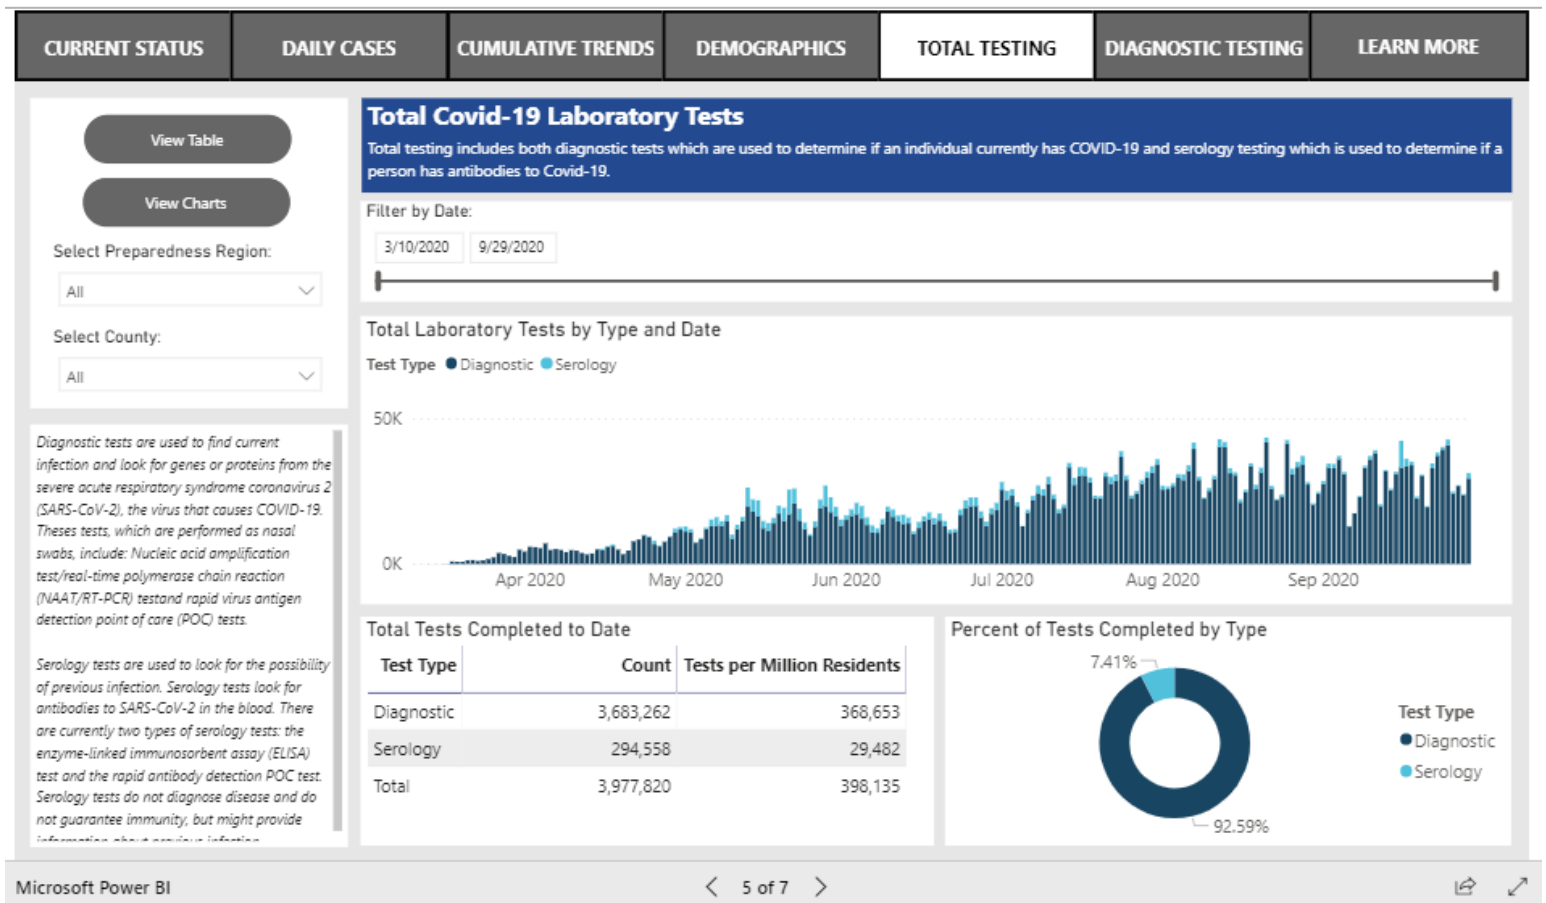 CURRENT STATUS
DAILY CASES
CUMULATIVE TRENDS
DEMOGRAPHICS
TOTAL TESTING
DIAGNOSTIC TESTING
LEARN MORE
View Table
View Charts
Select Preparedness Region:
All
Select County:
All
Diagnostic tests are used to find current
infection and look for genes or proteins from the
severe acute respiratory syndrome coronavirus 2
(SARS-CoV-2), the virus that causes COVID-19.
Theses tests, which are performed as nasal
swabs, include: Nucleic acid amplification
test/real-time polymerase chain reaction
(NAAT/RT-PCR) testand rapid virus antigen
detection point of care (POC) tests.
Serology tests are used to look for the possibility
of previous infection. Serology tests look for
antibodies to SARS-CoV-2 in the blood. There
are currently two types of serology tests: the
enzyme-linked immunosorbent assay (ELISA)
test and the rapid antibody detection POC test.
Serology tests do not diagnose disease and do
not guarantee immunity, but might provide
information about previous infection
Total Covid-19 Laboratory Tests
Total testing includes both diagnostic tests which are used to determine if an individual currently has COVID-19 and serology testing which is used to determine if a
person has antibodies to Covid-19.
Filter by Date:
3/10/2020 9/29/2020
Total Laboratory Tests by Type and Date
Test Type Diagnostic Serology
50K
0K
Apr 2020 May 2020 Jun 2020 Jul 2020 Aug 2020 Sep 2020
Total Tests Completed to Date
Test Type Count Tests per Million Residents
Diagnostic 3,683,262 368,653
Serology 294,558 29,482
Total 3,977,820 398,135
Percent of Tests Completed by Type
7.41%
92.59%
Test Type
Diagnostic
Serology
Microsoft Power BI
5 of 7